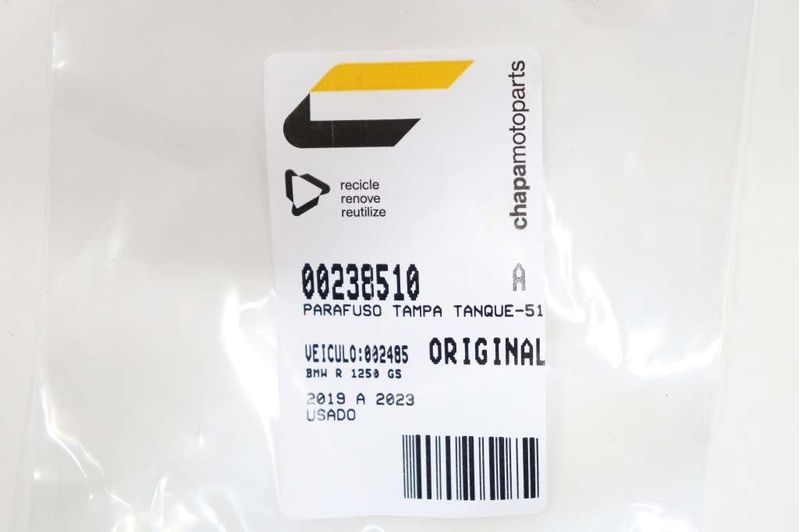 chapamotoparts
recicle
renove
reutilize
00238510 A
PARAFUSO TAMPA TANQUE-51
VEICULO:002485 ORIGINAL
BMW R 1250 GS
2019 A 2023
USADO